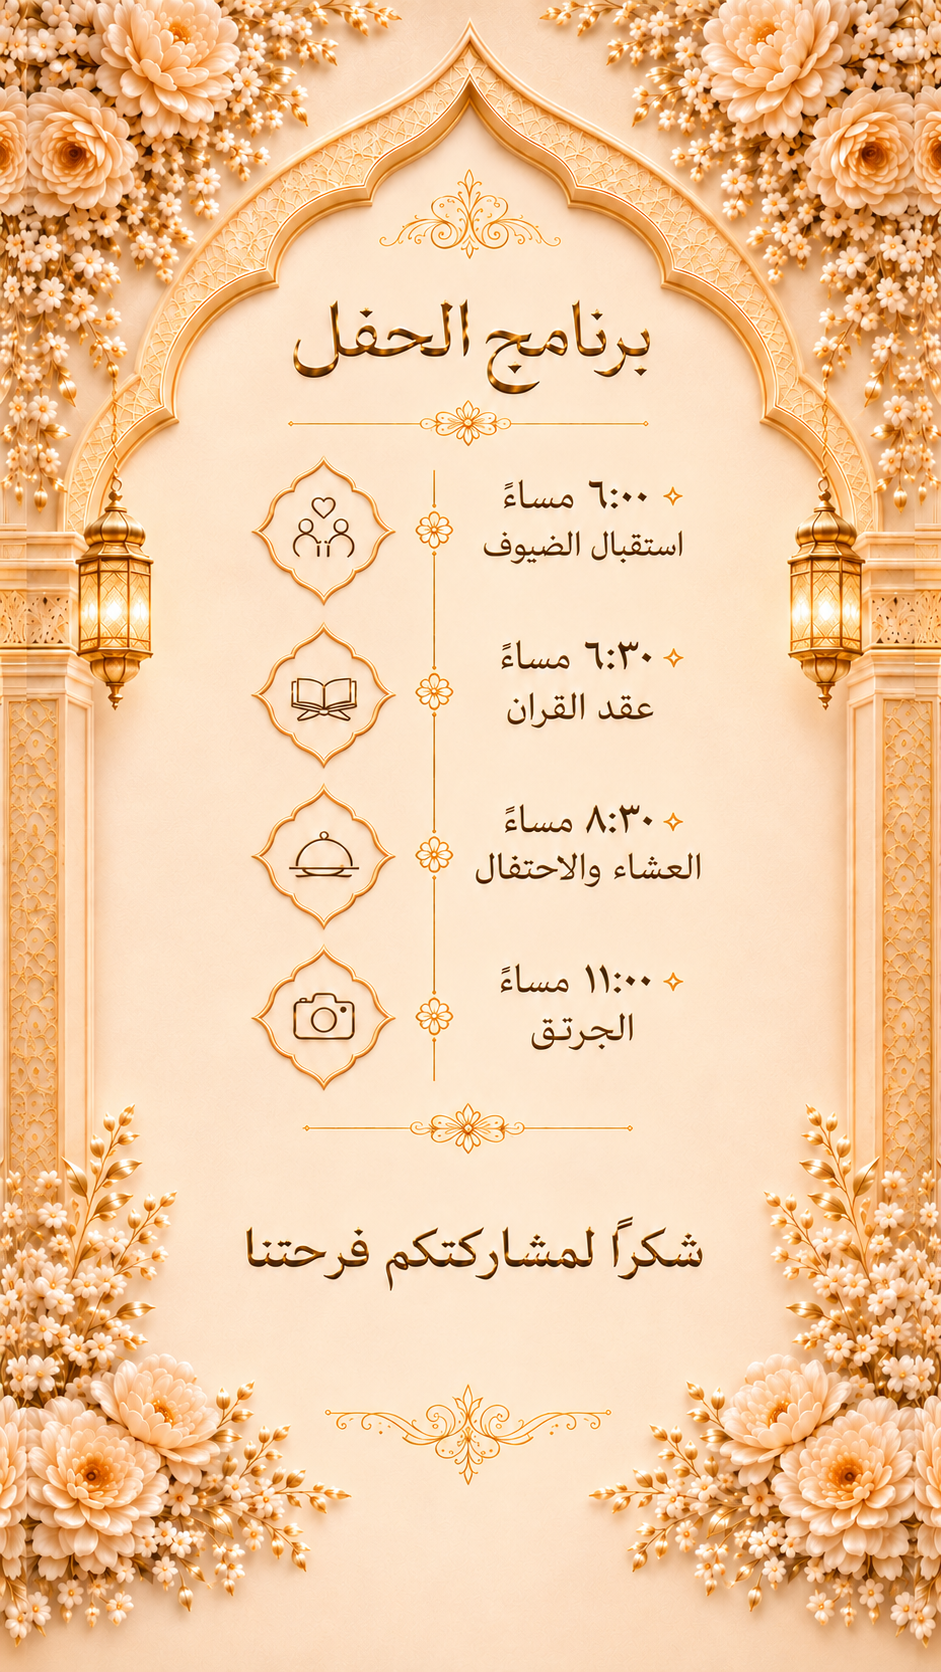 برنامج الحفل
٦:٠٠ مساءً
استقبال الضيوف
٦:٣٠ مساءً
عقد القران
٨:٣٠ مساءً
العشاء والاحتفال
١١:٠٠ مساءً
الجرتق
شكراً لمشاركتكم فرحتنا